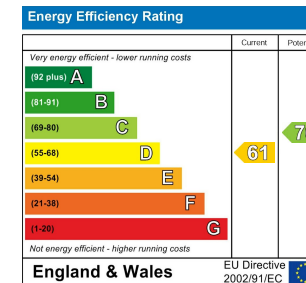 Energy Efficiency Rating
Current
Very energy efficient - lower running costs
(92 plus) A
(81-91) B
(69-80) C
7
(55-68) D
61
(39-54) E
(21-38) F
(1-20) G
Not energy efficient - higher running costs
England & Wales
EU Directive
2002/91/EC